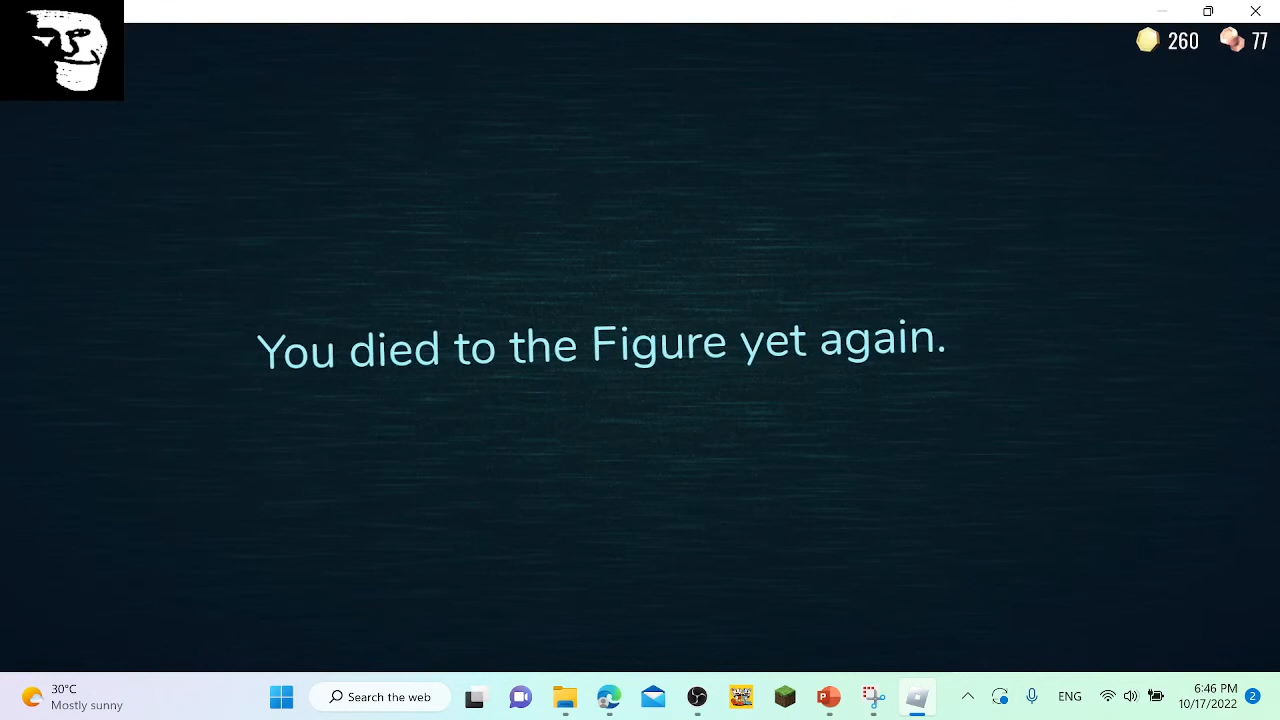 260 77
You died to the Figure yet again.
30°C
Mostly sunny
Search the web
ENG
6:46 PM
10/17/2022
2